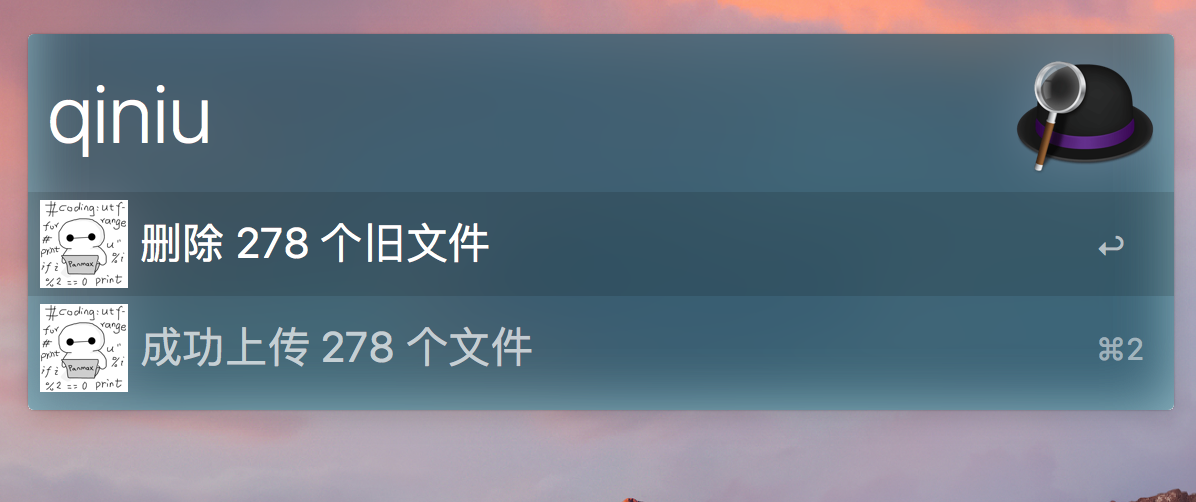 qiniu
#coding:utf-
for range
# u"
print %i
if i Panmax
%2 == 0 print
删除 278 个旧文件
↩
#coding:utf-
for range
# u"
print %i
if i Panmax
%2 == 0 print
成功上传 278 个文件
⌘2